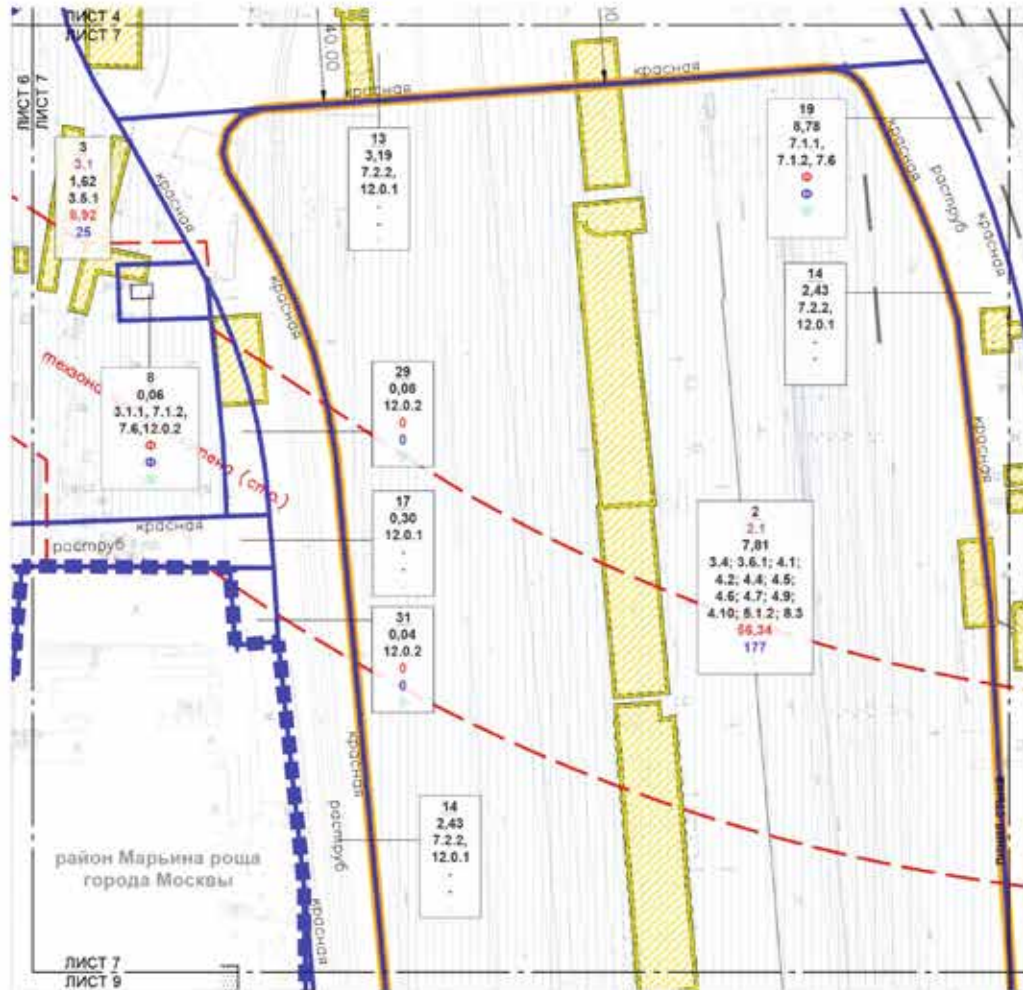 ЛИСТ 4
ЛИСТ 7
ЛИСТ 6
ЛИСТ 7
40.00
красная
красная
3
3.1
1,62
3.5.1
8,92
25
13
3,19
7.2.2,
12.0.1
-
-
-
19
8,78
7.1.1,
7.1.2, 7.6
Ф
Ф
красная
раструб
красная
красная
красная
14
2,43
7.2.2,
12.0.1
-
-
8
0,06
3.1.1, 7.1.2,
7.6,12.0.2
Ф
Ф
29
0,08
12.0.2
0
0
17
0,30
12.0.1
-
-
-
красная
раструб
красная
31
0,04
12.0.2
0
0
2
2.1
7,81
3.4; 3.6.1; 4.1;
4.2; 4.4; 4.5;
4.6; 4.7; 4.9;
4.10; 5.1.2; 8.3
66,34
177
красная
раструб
14
2,43
7.2.2,
12.0.1
-
-
район Марьина роща
города Москвы
красная
линия стыка
ЛИСТ 7
ЛИСТ 9